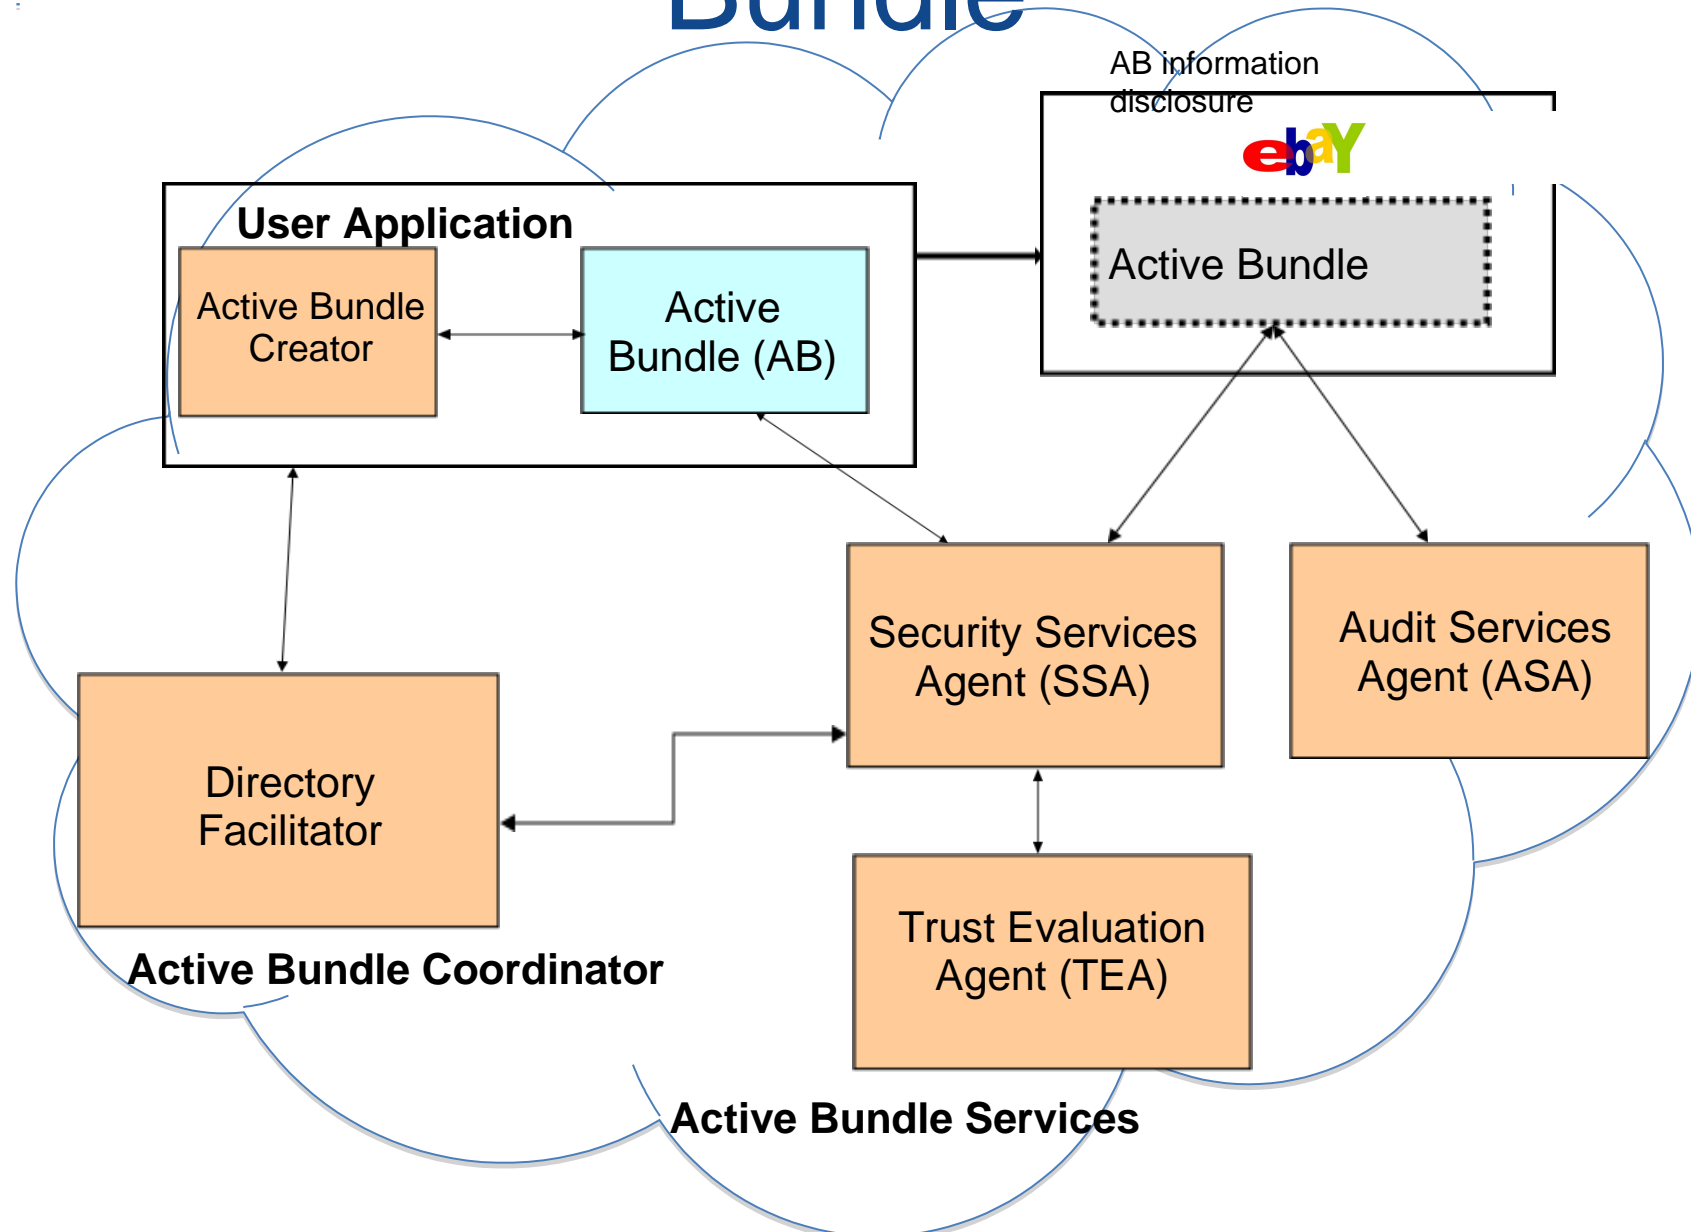 Bundle
AB information
disclosure
ebaY
User Application
Active Bundle
Creator
Active
Bundle (AB)
Active Bundle
Security Services
Agent (SSA)
Audit Services
Agent (ASA)
Directory
Facilitator
Trust Evaluation
Agent (TEA)
Active Bundle Coordinator
Active Bundle Services